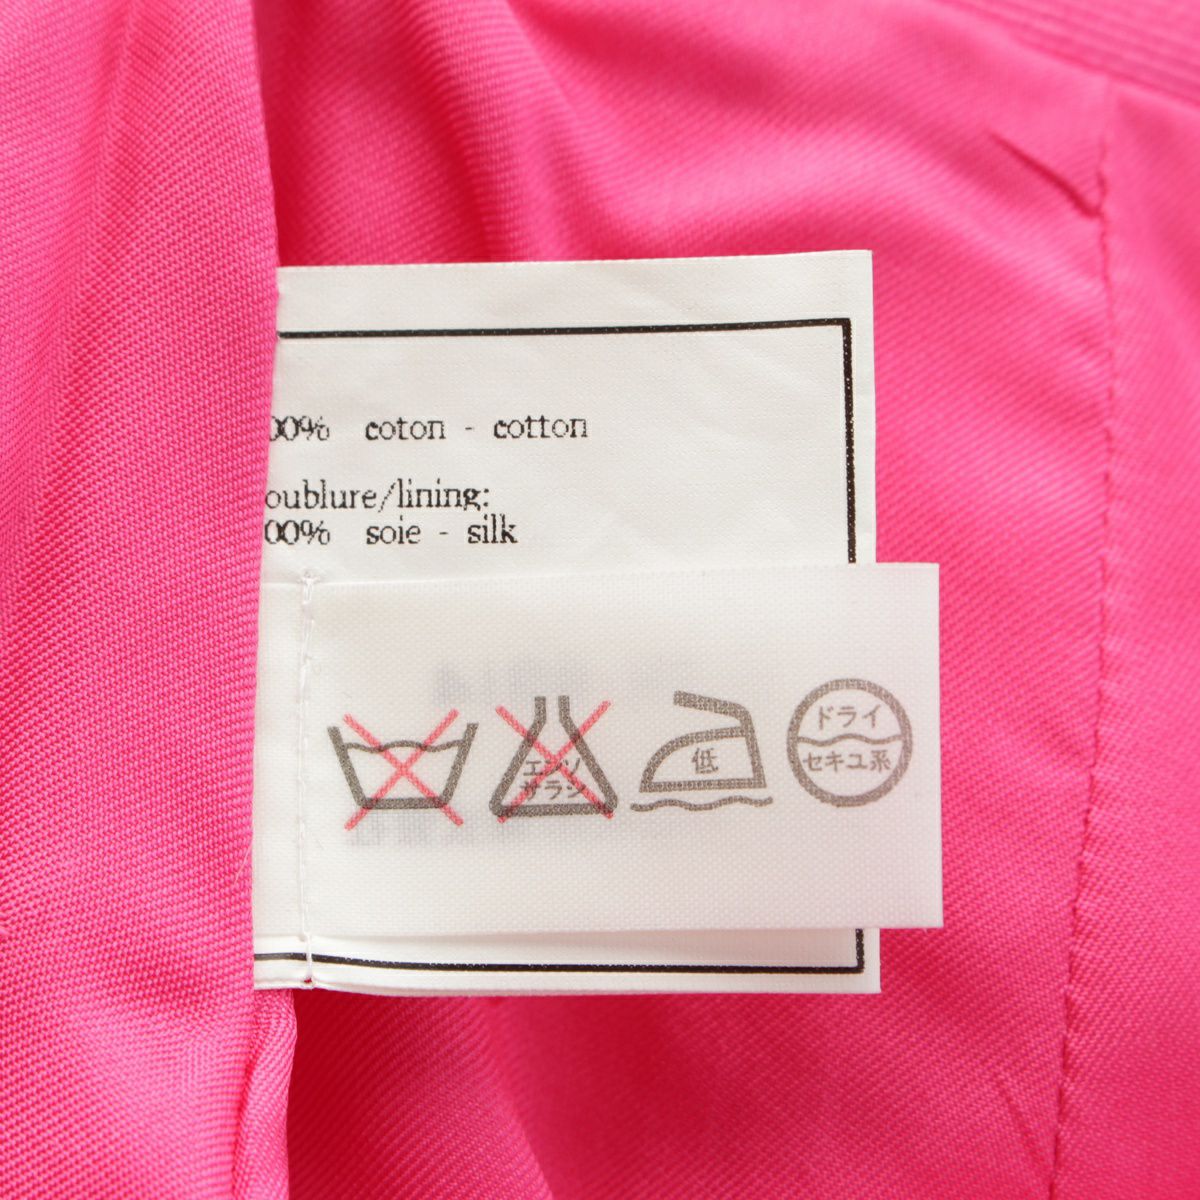 00% coton - cotton
oublure/lining:
00% soie - silk
エンソ
サラシ
低
ドライ
セキユ系